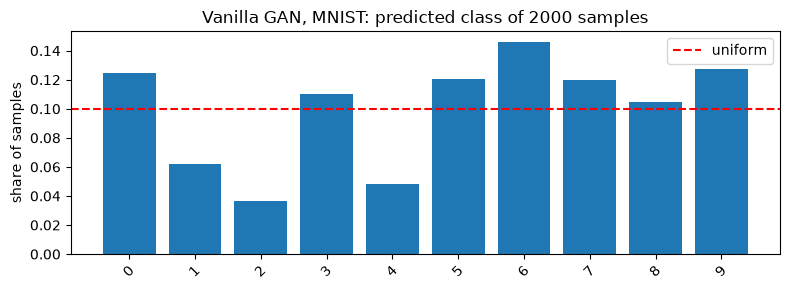 Vanilla GAN, MNIST: predicted class of 2000 samples
uniform
share of samples
0.14
0.12
0.10
0.08
0.06
0.04
0.02
0.00
0 1 2 3 4 5 6 7 8 9